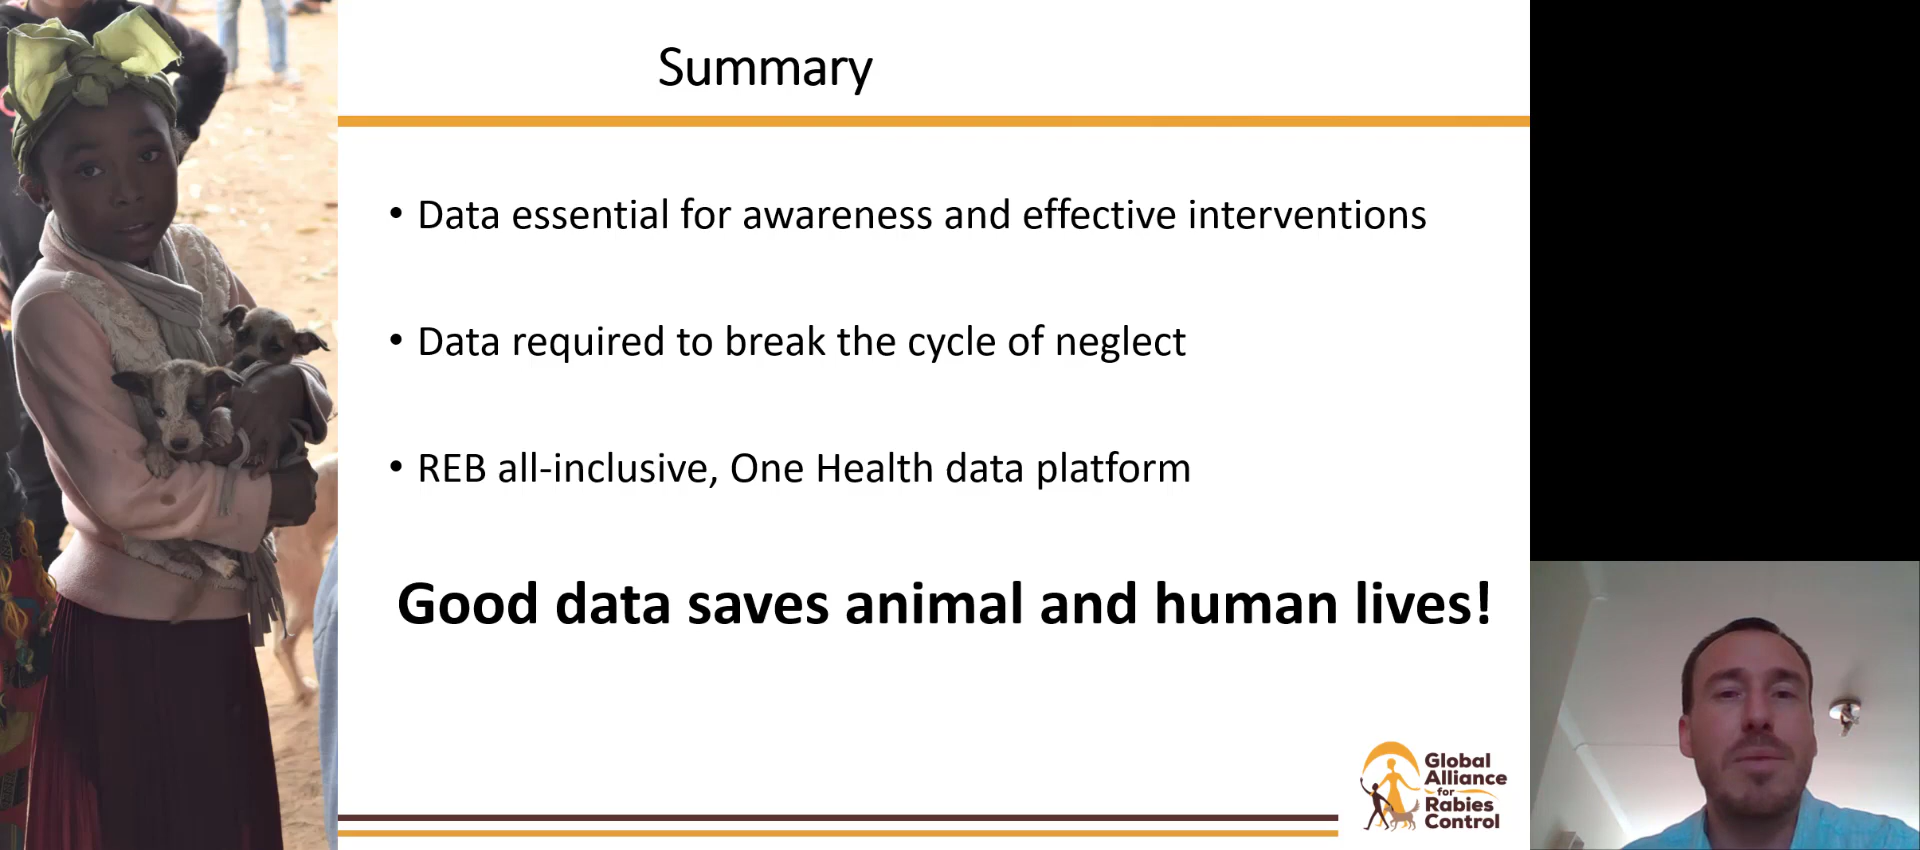 Summary
• Data essential for awareness and effective interventions
• Data required to break the cycle of neglect
• REB all-inclusive, One Health data platform
Good data saves animal and human lives!
Global
Alliance
for
Rabies
Control